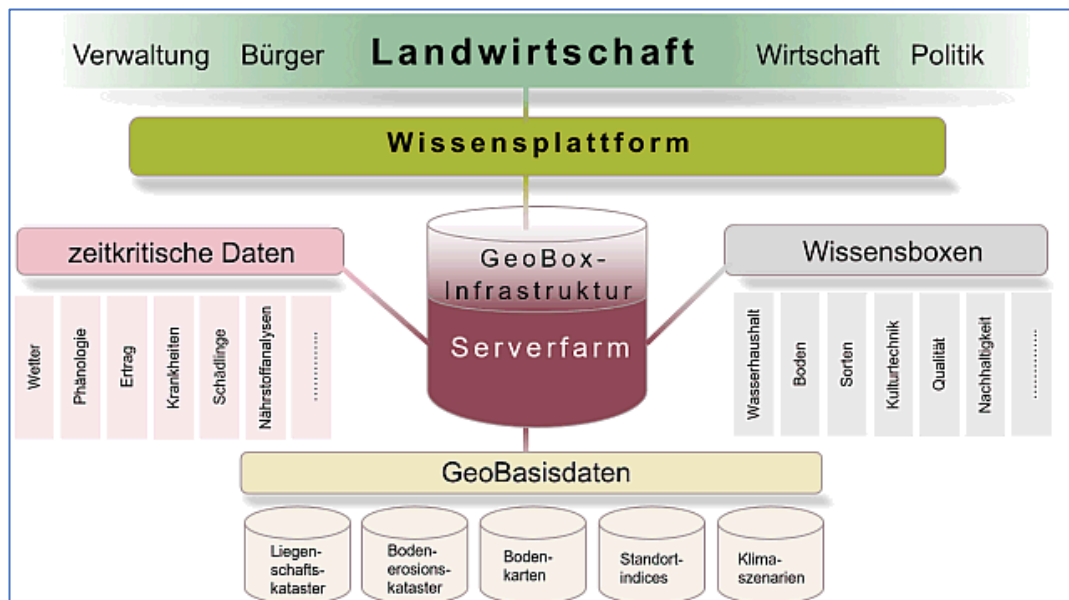 Verwaltung Bürger Landwirtschaft Wirtschaft Politik
Wissensplattform
zeitkritische Daten
Wetter
Phänologie
Ertrag
Krankheiten
Schädlinge
Nährstoffanalysen
..............
GeoBox-
Infrastruktur
Serverfarm
Wissensboxen
Wasserhaushalt
Boden
Sorten
Kulturtechnik
Qualität
Nachhaltigkeit
..............
GeoBasisdaten
Liegen-
schafts-
kataster
Boden-
erosions-
kataster
Boden-
karten
Standort-
indices
Klima-
szenarien